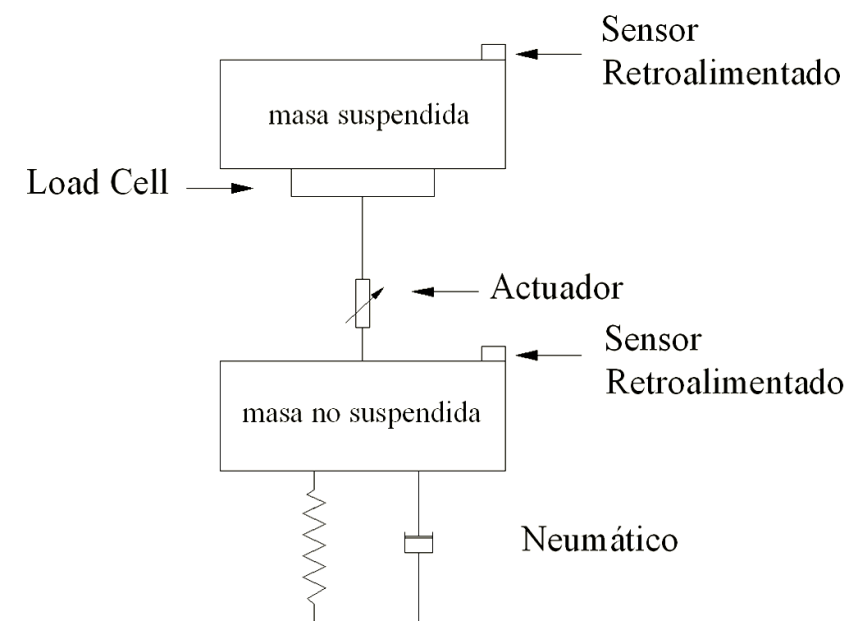 Sensor
Retroalimentado
masa suspendida
Load Cell
Actuador
Sensor
Retroalimentado
masa no suspendida
Neumático